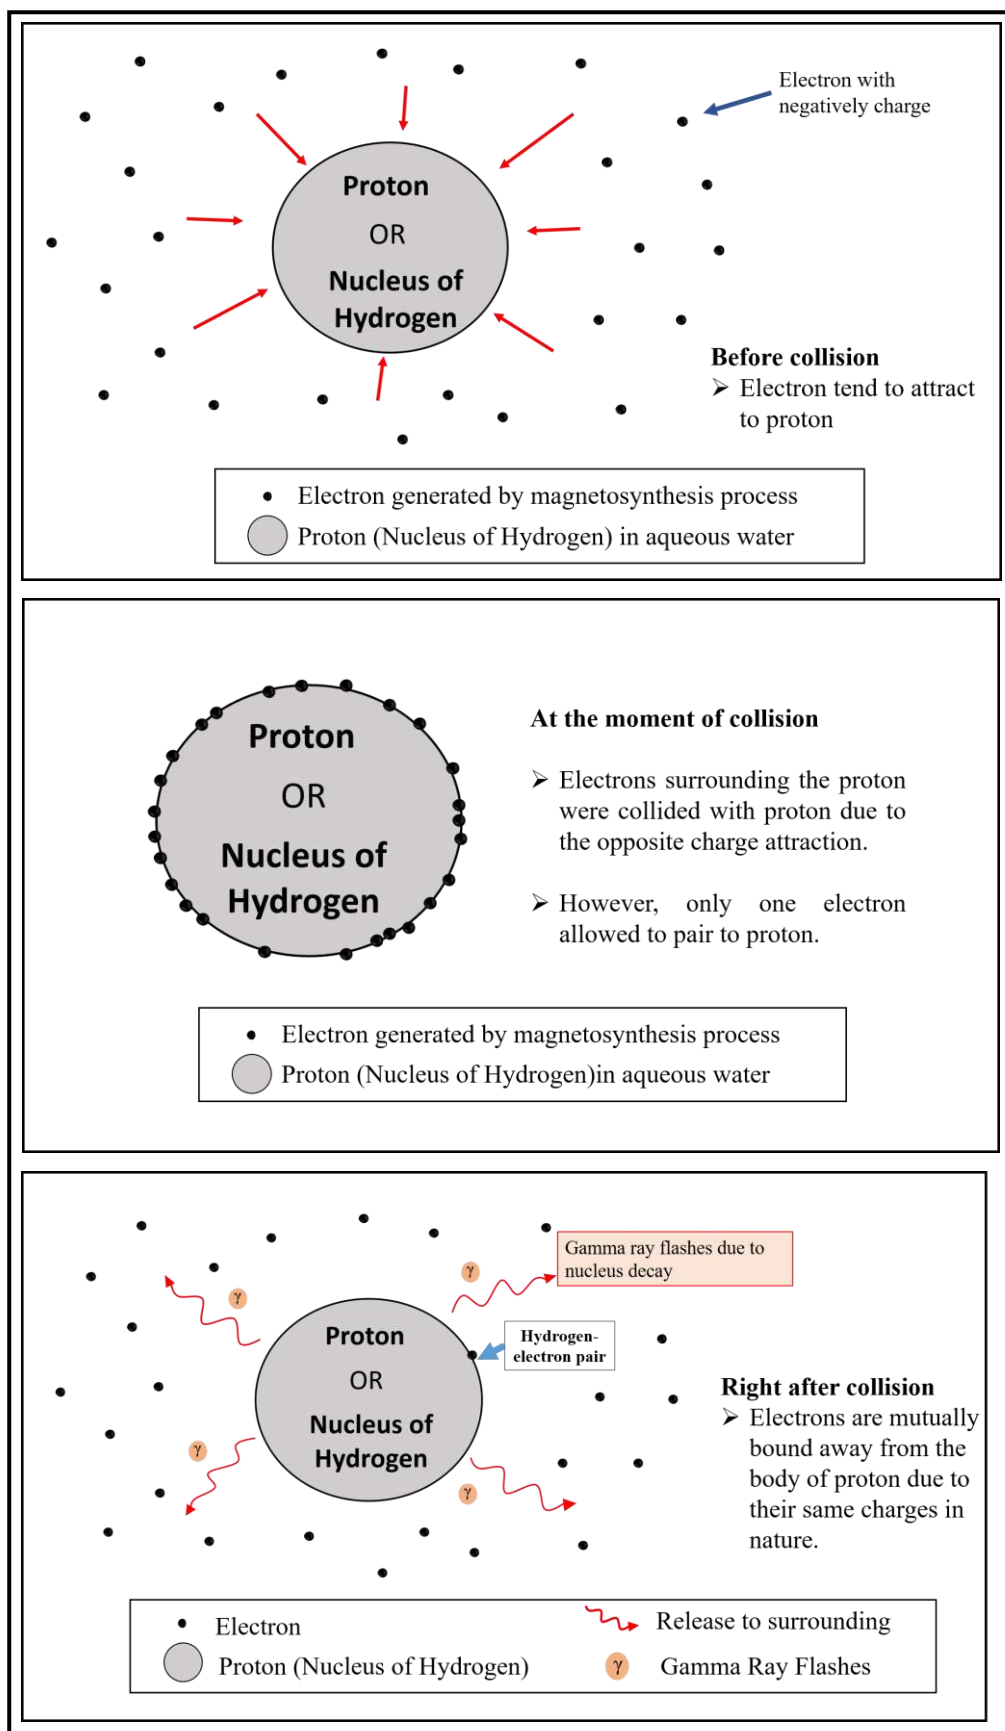 Electron with
negatively charge
Proton
OR
Nucleus of
Hydrogen
Before collision
➢ Electron tend to attract
to proton
Electron generated by magnetosynthesis process
Proton (Nucleus of Hydrogen) in aqueous water
Proton
OR
Nucleus of
Hydrogen
At the moment of collision
➢ Electrons surrounding the proton
were collided with proton due to
the opposite charge attraction.
➢ However, only one electron
allowed to pair to proton.
Electron generated by magnetosynthesis process
Proton (Nucleus of Hydrogen)in aqueous water
Gamma ray flashes due to
nucleus decay
γ
γ
Hydrogen-
electron pair
Proton
OR
Nucleus of
Hydrogen
γ
γ
Right after collision
➢ Electrons are mutually
bound away from the
body of proton due to
their same charges in
nature.
Electron
Release to surrounding
Proton (Nucleus of Hydrogen)
γ Gamma Ray Flashes